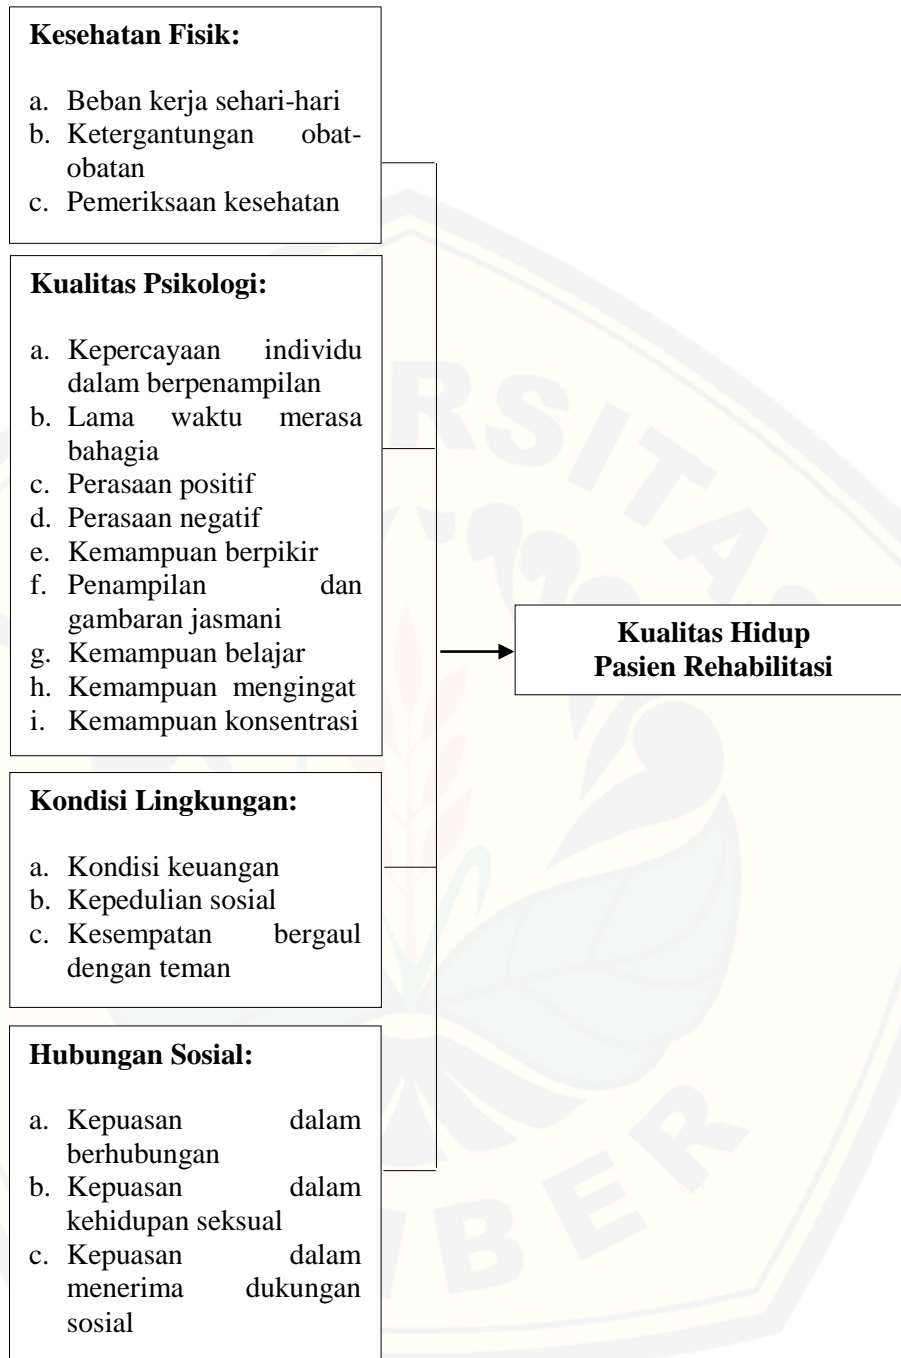 Kesehatan Fisik:
a. Beban kerja sehari-hari
b. Ketergantungan obat-
obatan
c. Pemeriksaan kesehatan
Kualitas Psikologi:
a. Kepercayaan individu
dalam berpenampilan
b. Lama waktu merasa
bahagia
c. Perasaan positif
d. Perasaan negatif
e. Kemampuan berpikir
f. Penampilan dan
gambaran jasmani
g. Kemampuan belajar
h. Kemampuan mengingat
i. Kemampuan konsentrasi
Kualitas Hidup
Pasien Rehabilitasi
Kondisi Lingkungan:
a. Kondisi keuangan
b. Kepedulian sosial
c. Kesempatan bergaul
dengan teman
Hubungan Sosial:
a. Kepuasan dalam
berhubungan
b. Kepuasan dalam
kehidupan seksual
c. Kepuasan dalam
menerima dukungan
sosial